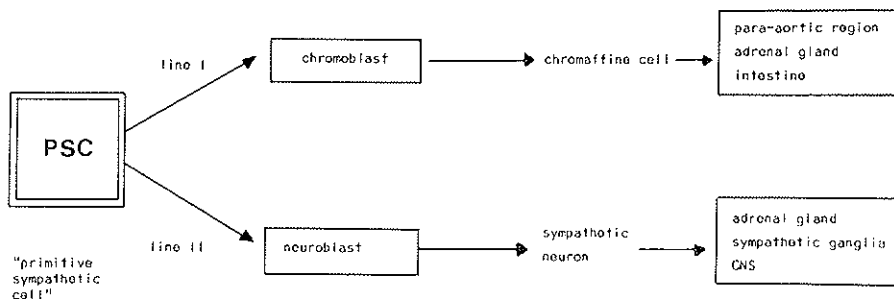 para-aortic region
adrenal gland
intestine
line I
chromoblast
chromaffine cell
PSC
line II
neuroblast
sympathetic
neuron
adrenal gland
sympathetic ganglia
CNS
"primitive
sympathetic
cell"